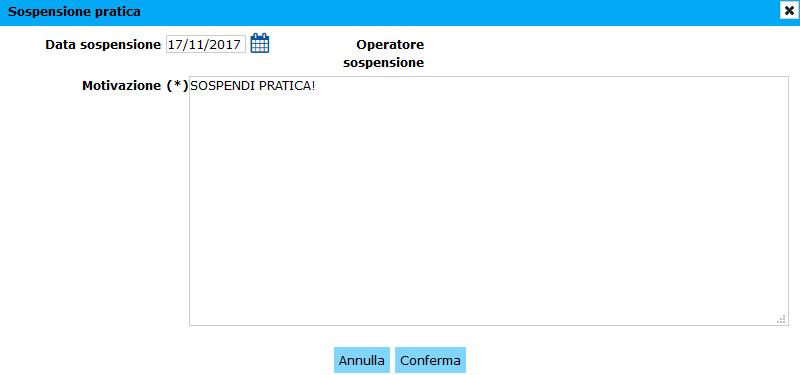 Sospensione pratica
Data sospensione 17/11/2017 Operatore
sospensione
Motivazione (*) SOSPENDI PRATICA!
Annulla Conferma